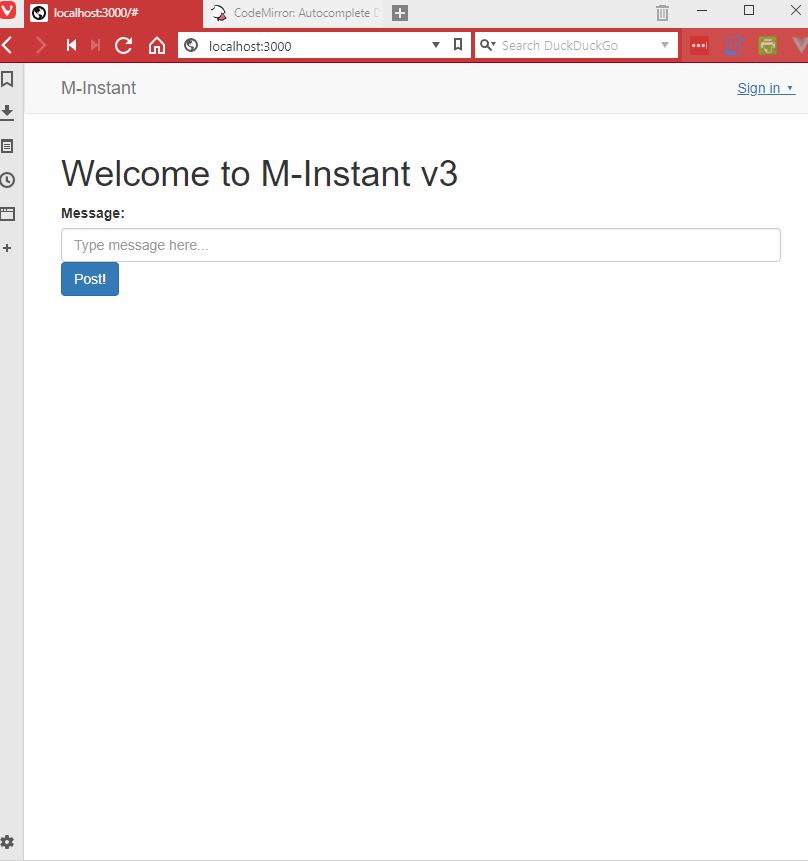 localhost:3000/#
CodeMirror: Autocomplete
localhost:3000
Search DuckDuckGo
M-Instant
Sign in
Welcome to M-Instant v3
Message:
Type message here...
Post!